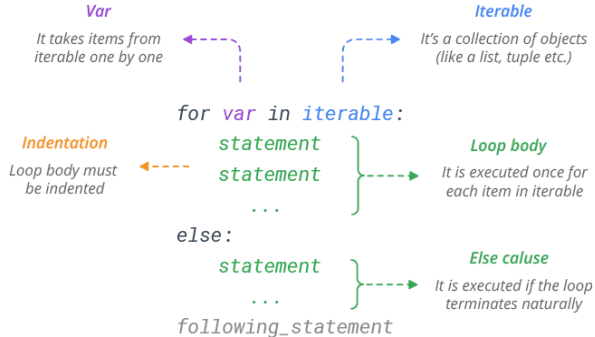 Var
It takes items from
iterable one by one
Iterable
It's a collection of objects
(like a list, tuple etc.)
for var in iterable:
Indentation
Loop body must
be indented
statement
statement
...
Loop body
It is executed once for
each item in iterable
else:
statement
...
Else caluse
It is executed if the loop
terminates naturally
following_statement